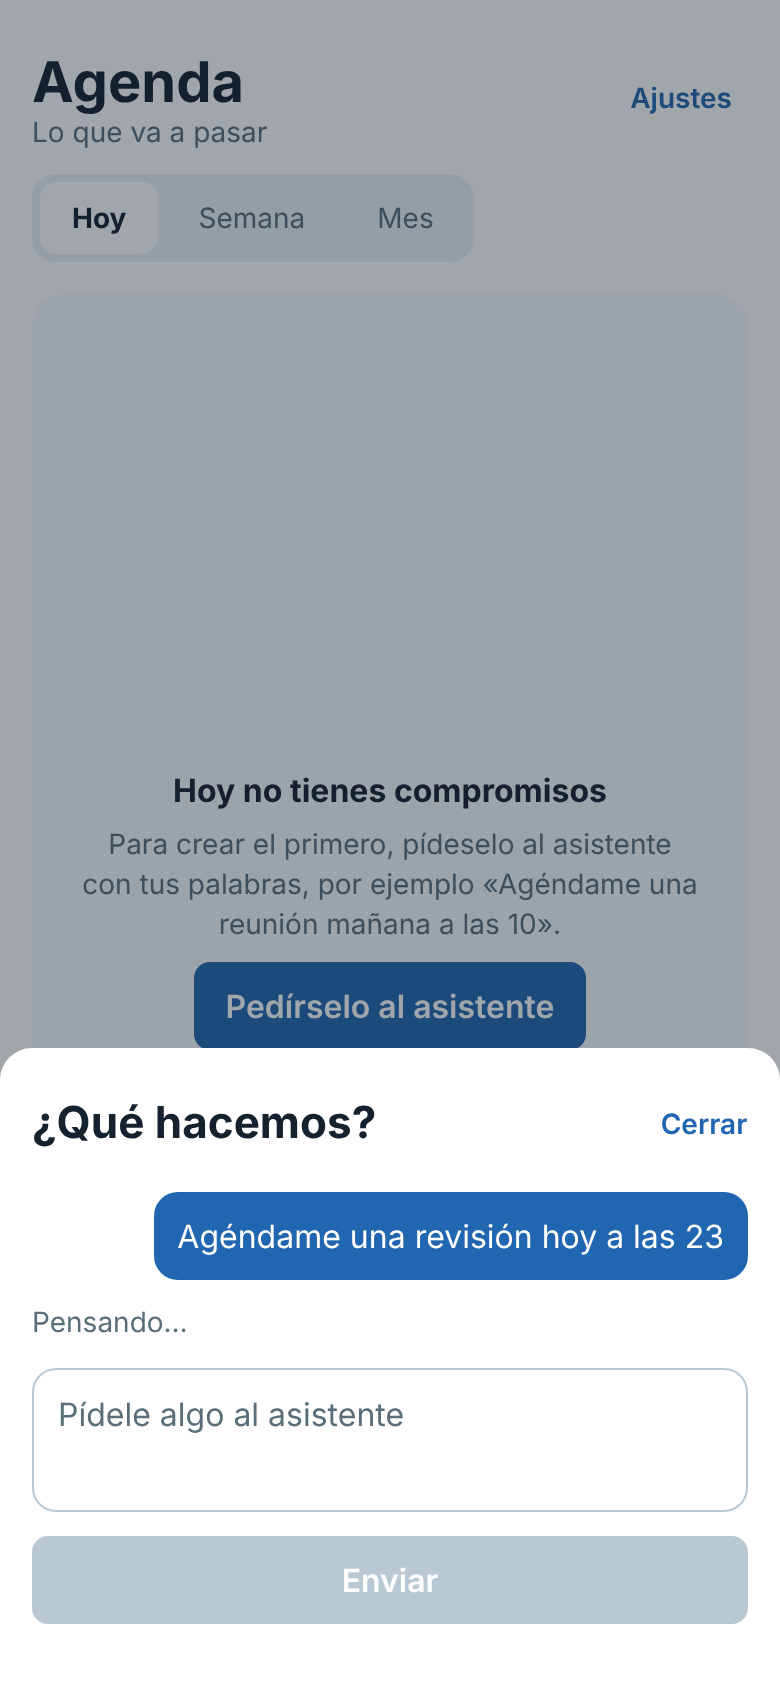 Agenda
Lo que va a pasar
Ajustes
Hoy
Semana
Mes
Hoy no tienes compromisos
Para crear el primero, pídeselo al asistente
con tus palabras, por ejemplo «Agéndame una
reunión mañana a las 10».
Pedírselo al asistente
¿Qué hacemos?
Cerrar
Agéndame una revisión hoy a las 23
Pensando...
Pídele algo al asistente
Enviar